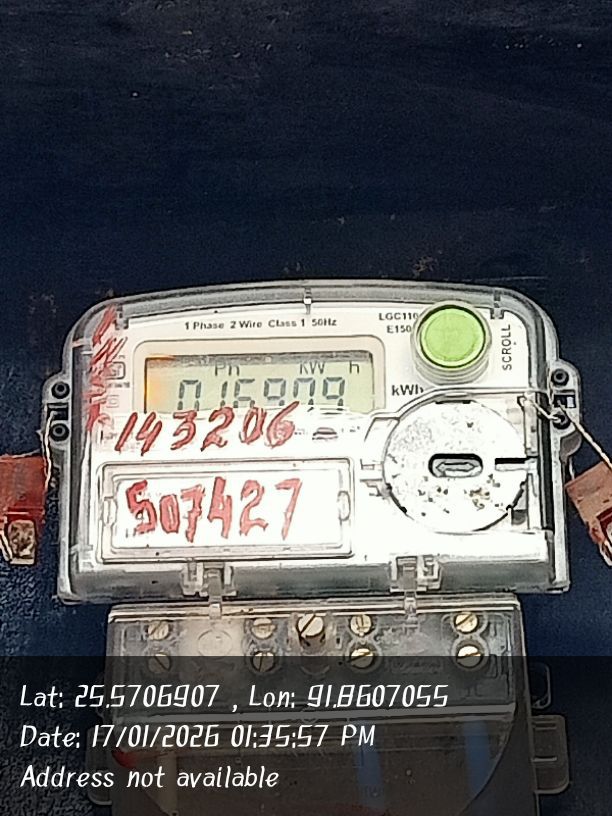 1 Phase 2 Wire Class 1 50Hz
LGC110
E150
SCROLL
Ph kW h
016909
kWh
143206
507427
Lat: 25.5706907 , Lon: 91.8607055
Date: 17/01/2026 01:35:57 PM
Address not available